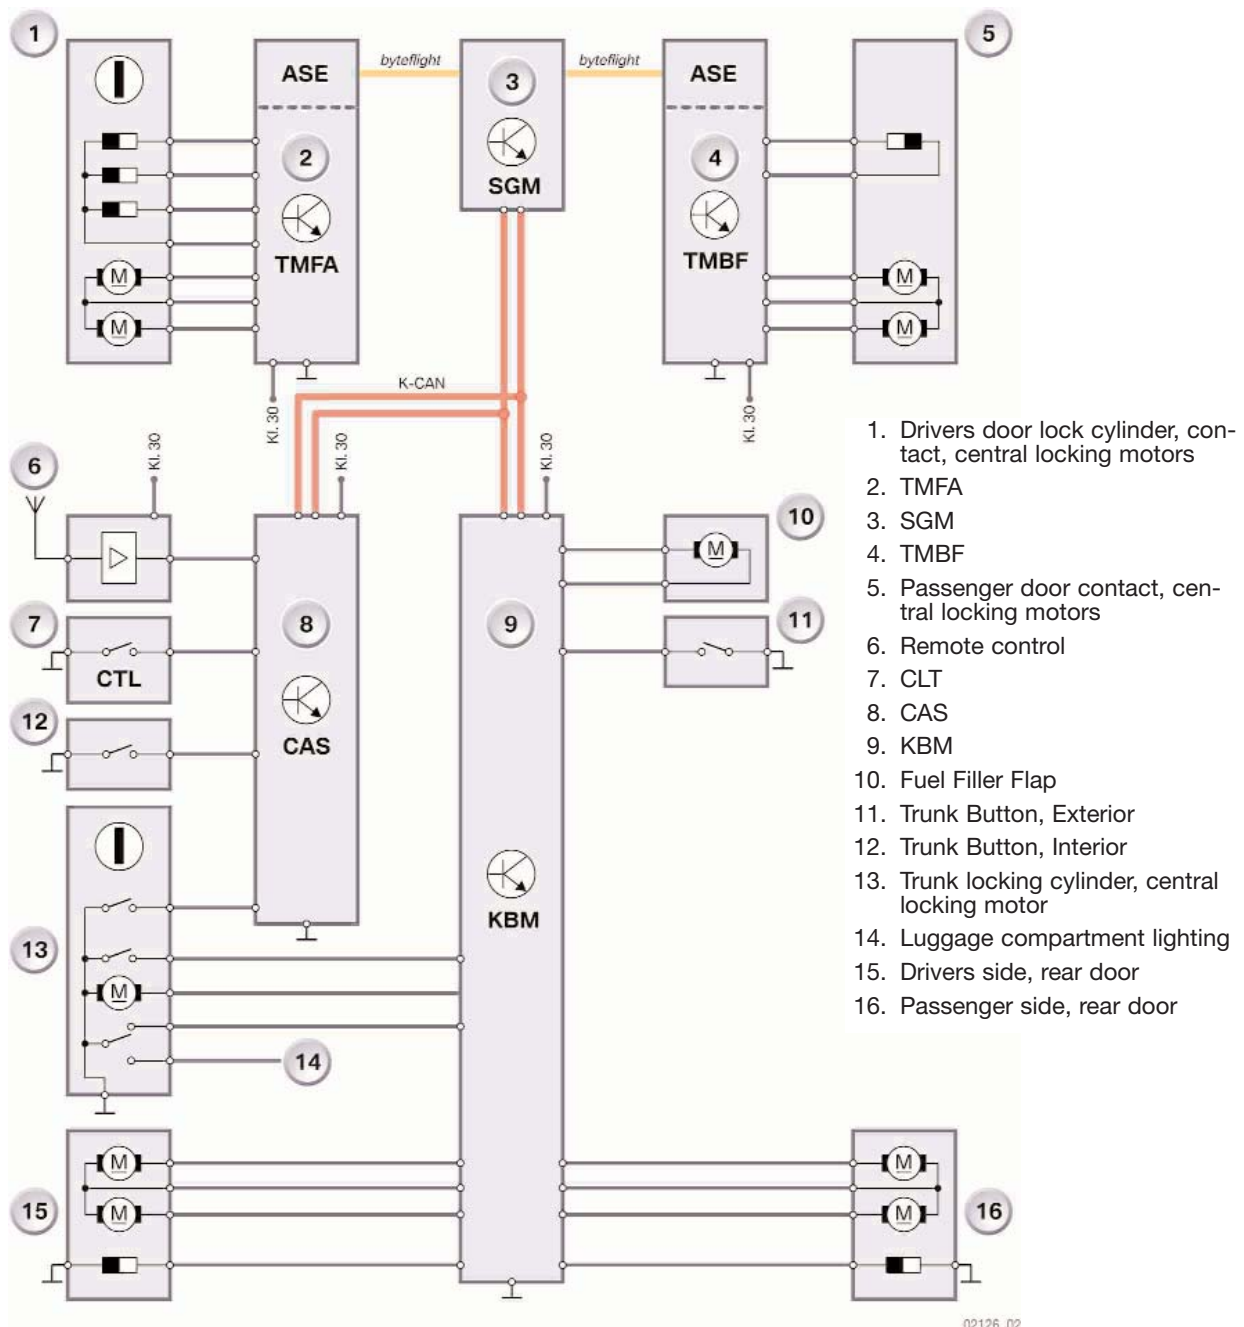 1
5
byteflight
byteflight
ASE
3
ASE
2
4
SGM
TMFA
TMBF
K-CAN
Kl. 30
Kl. 30
Kl. 30
Kl. 30
Kl. 30
6
10
7
8
9
11
CTL
12
CAS
KBM
13
14
15
16
1. Drivers door lock cylinder, con-
tact, central locking motors
2. TMFA
3. SGM
4. TMBF
5. Passenger door contact, cen-
tral locking motors
6. Remote control
7. CLT
8. CAS
9. KBM
10. Fuel Filler Flap
11. Trunk Button, Exterior
12. Trunk Button, Interior
13. Trunk locking cylinder, central
locking motor
14. Luggage compartment lighting
15. Drivers side, rear door
16. Passenger side, rear door
M
M
M
M
M
M
M
M
M
M
02126_02